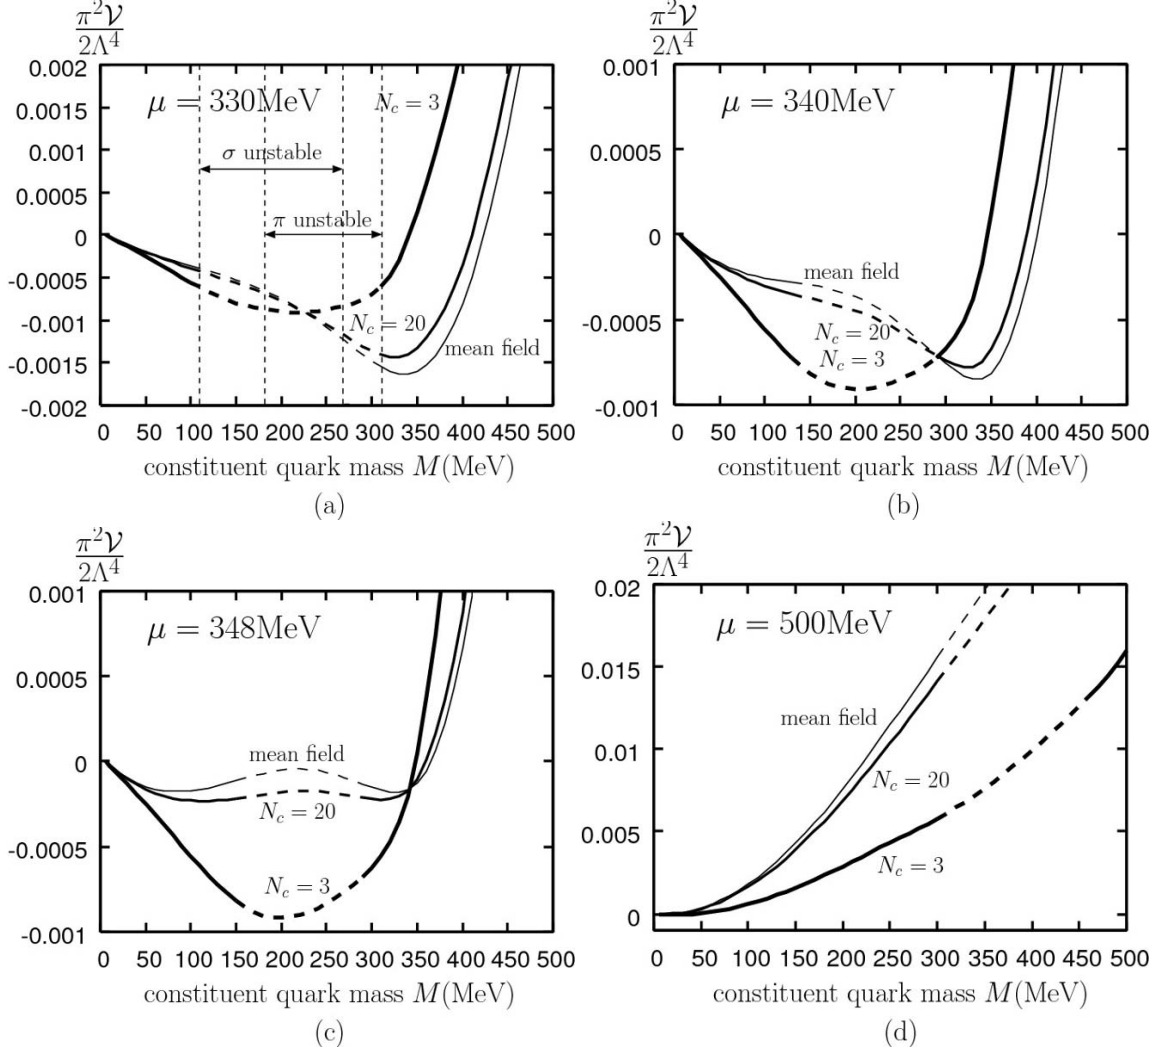 π²𝒱
2Λ⁴
0.002
0.0015
0.001
0.0005
0
-0.0005
-0.001
-0.0015
-0.002
μ = 330MeV
N_c = 3
σ unstable
π unstable
N_c = 20
mean field
0 50 100 150 200 250 300 350 400 450 500
constituent quark mass M(MeV)
(a)
π²𝒱
2Λ⁴
0.001
0.0005
0
-0.0005
-0.001
μ = 340MeV
mean field
N_c = 20
N_c = 3
0 50 100 150 200 250 300 350 400 450 500
constituent quark mass M(MeV)
(b)
π²𝒱
2Λ⁴
0.001
0.0005
0
-0.0005
-0.001
μ = 348MeV
mean field
N_c = 20
N_c = 3
0 50 100 150 200 250 300 350 400 450 500
constituent quark mass M(MeV)
(c)
π²𝒱
2Λ⁴
0.02
0.015
0.01
0.005
0
μ = 500MeV
mean field
N_c = 20
N_c = 3
0 50 100 150 200 250 300 350 400 450 500
constituent quark mass M(MeV)
(d)